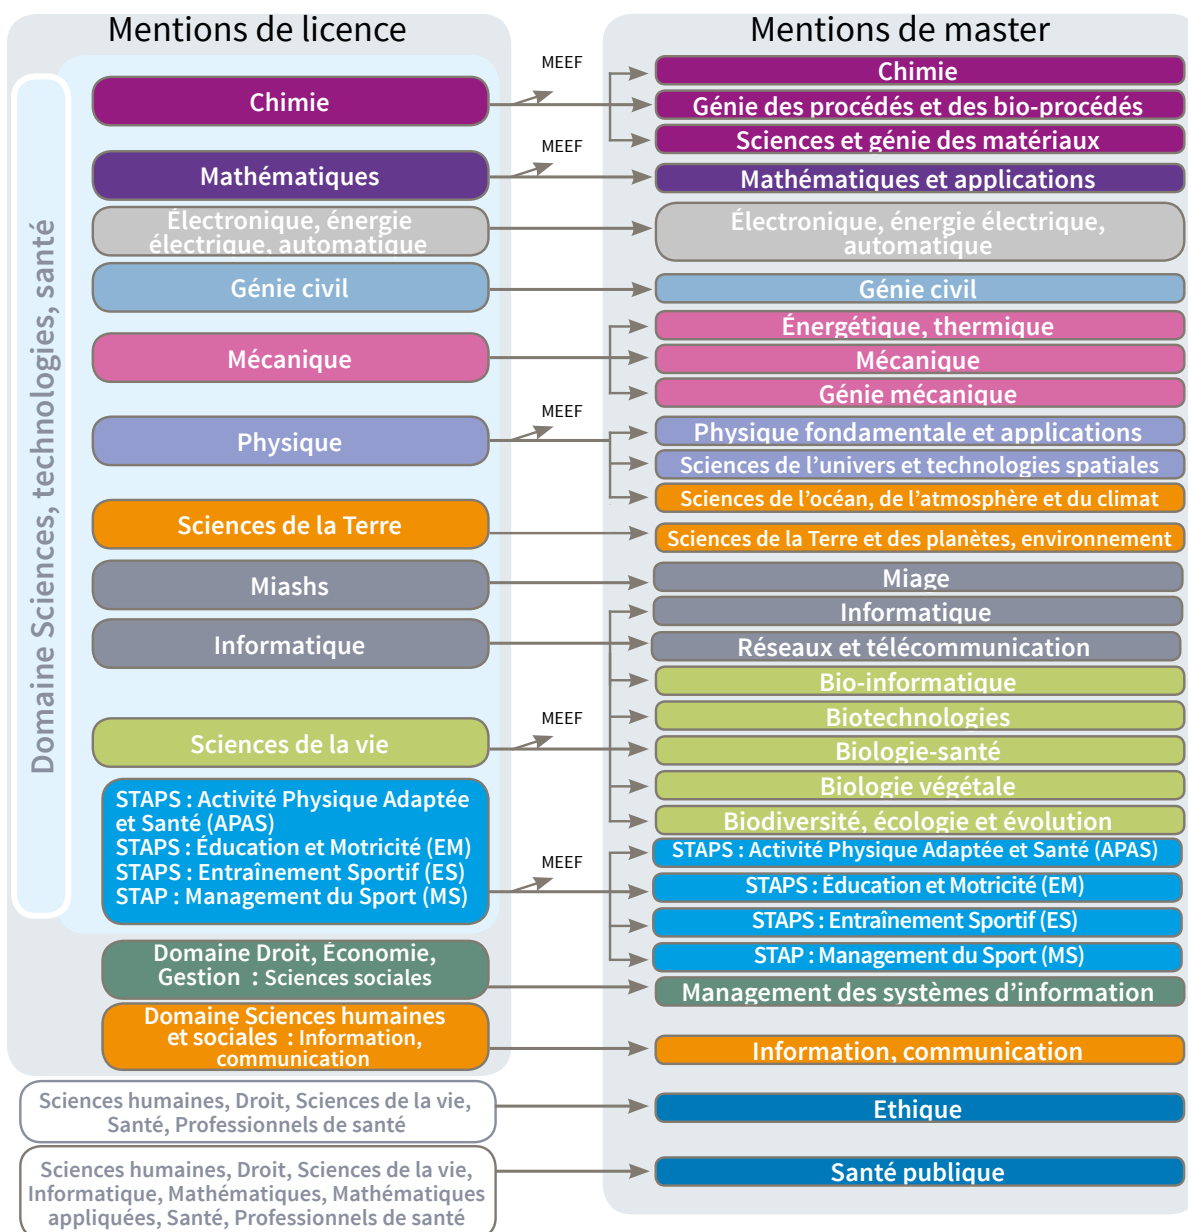 Mentions de licence
Domaine Sciences, technologies, santé
Chimie
MEEF
Mathématiques
MEEF
Électronique, énergie
électrique, automatique
Génie civil
Mécanique
Physique
MEEF
Sciences de la Terre
Miashs
Informatique
Sciences de la vie
MEEF
STAPS : Activité Physique Adaptée
et Santé (APAS)
STAPS : Éducation et Motricité (EM)
STAPS : Entraînement Sportif (ES)
STAP : Management du Sport (MS)
MEEF
Domaine Droit, Économie,
Gestion : Sciences sociales
Domaine Sciences humaines
et sociales : Information,
communication
Sciences humaines, Droit, Sciences de la vie,
Santé, Professionnels de santé
Sciences humaines, Droit, Sciences de la vie,
Informatique, Mathématiques, Mathématiques
appliquées, Santé, Professionnels de santé
Mentions de master
Chimie
Génie des procédés et des bio-procédés
Sciences et génie des matériaux
Mathématiques et applications
Électronique, énergie électrique,
automatique
Génie civil
Énergétique, thermique
Mécanique
Génie mécanique
Physique fondamentale et applications
Sciences de l'univers et technologies spatiales
Sciences de l'océan, de l'atmosphère et du climat
Sciences de la Terre et des planètes, environnement
Miage
Informatique
Réseaux et télécommunication
Bio-informatique
Biotechnologies
Biologie-santé
Biologie végétale
Biodiversité, écologie et évolution
STAPS : Activité Physique Adaptée et Santé (APAS)
STAPS : Éducation et Motricité (EM)
STAPS : Entraînement Sportif (ES)
STAP : Management du Sport (MS)
Management des systèmes d'information
Information, communication
Ethique
Santé publique